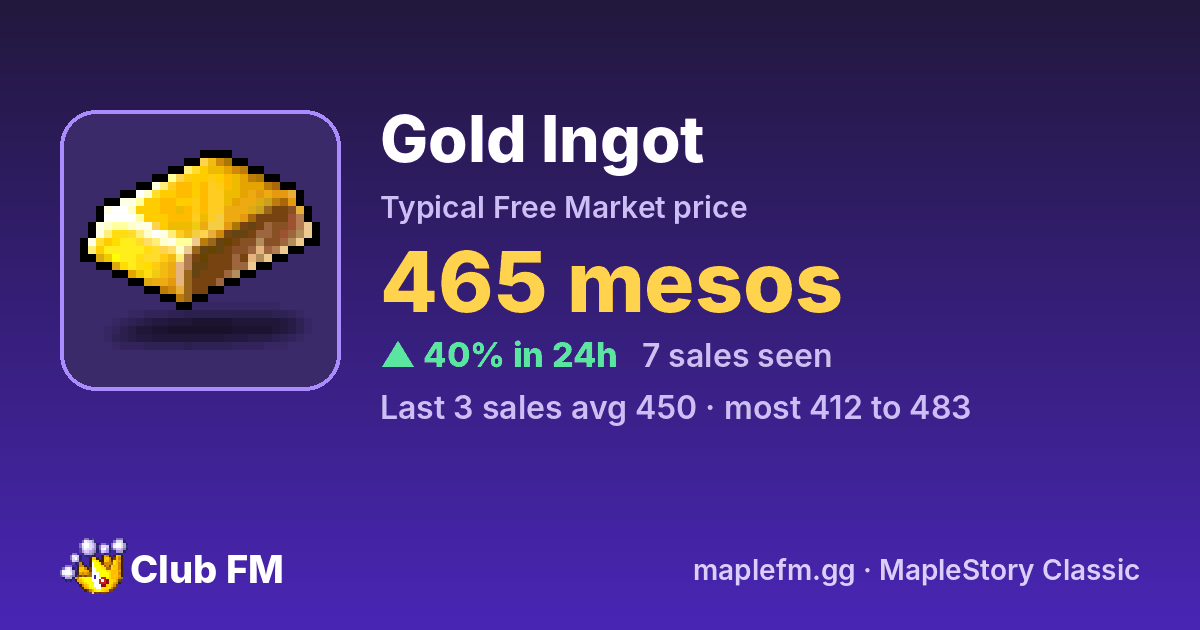 Gold Ingot
Typical Free Market price
465 mesos
▲ 40% in 24h 7 sales seen
Last 3 sales avg 450 · most 412 to 483
Club FM
maplefm.gg · MapleStory Classic